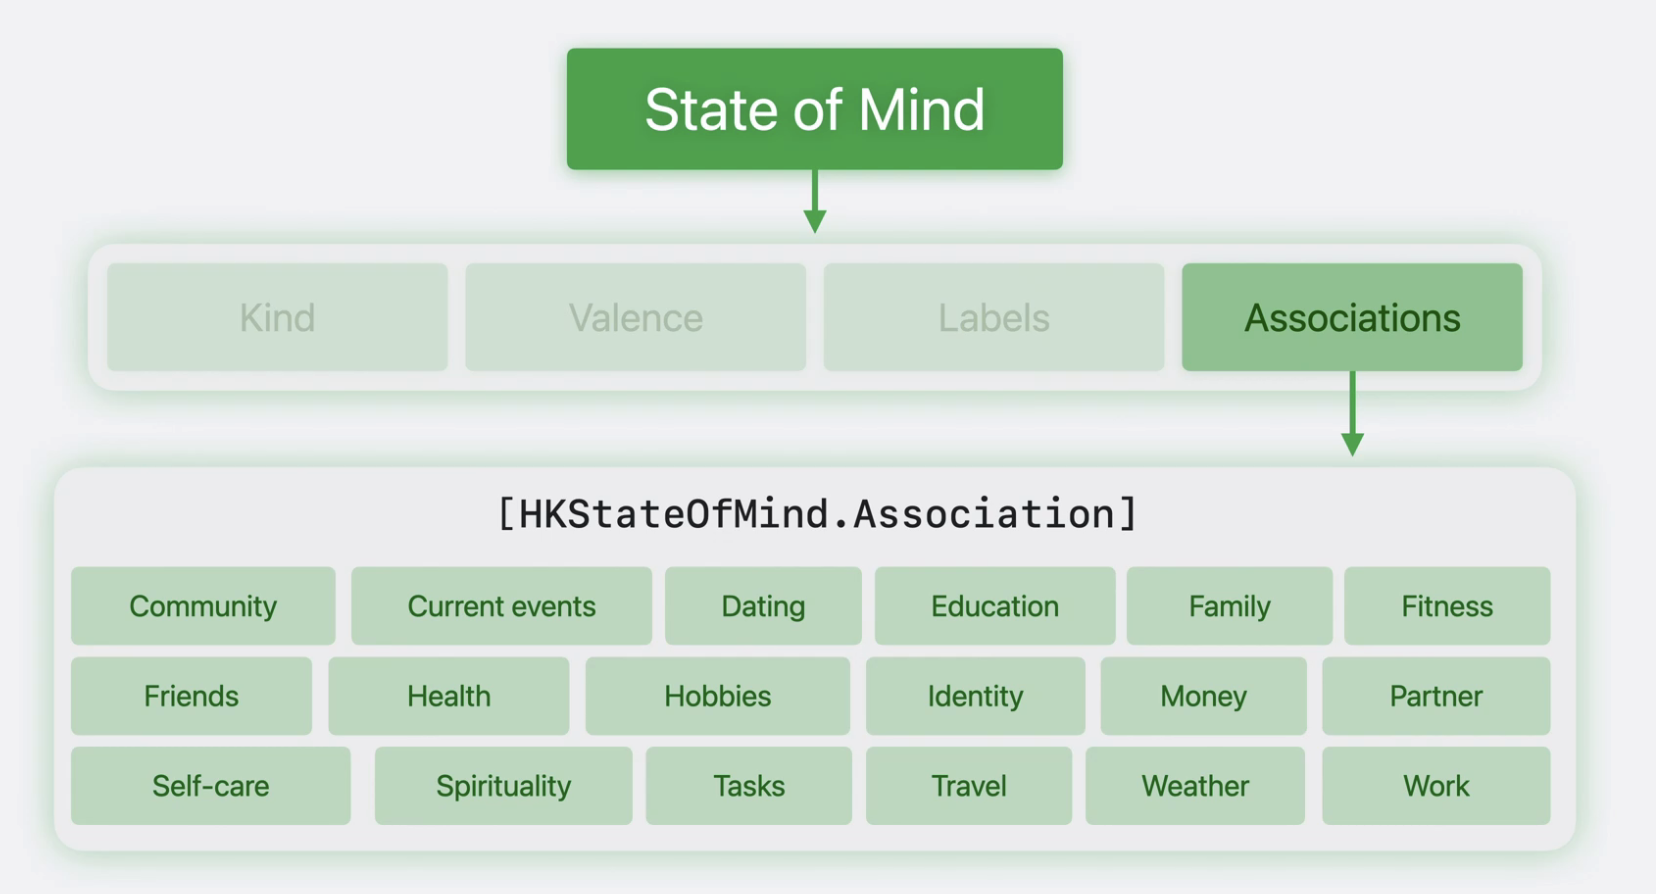 State of Mind
Kind Valence Labels Associations
[HKStateOfMind.Association]
Community Current events Dating Education Family Fitness
Friends Health Hobbies Identity Money Partner
Self-care Spirituality Tasks Travel Weather Work